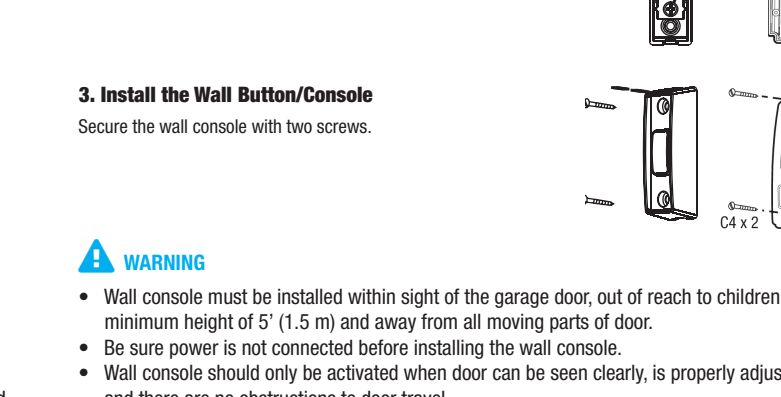 3. Install the Wall Button/Console
Secure the wall console with two screws.
C4 x 2
WARNING
• Wall console must be installed within sight of the garage door, out of reach to children
minimum height of 5’ (1.5 m) and away from all moving parts of door.
• Be sure power is not connected before installing the wall console.
• Wall console should only be activated when door can be seen clearly, is properly adjus
and there are no obstructions to door travel